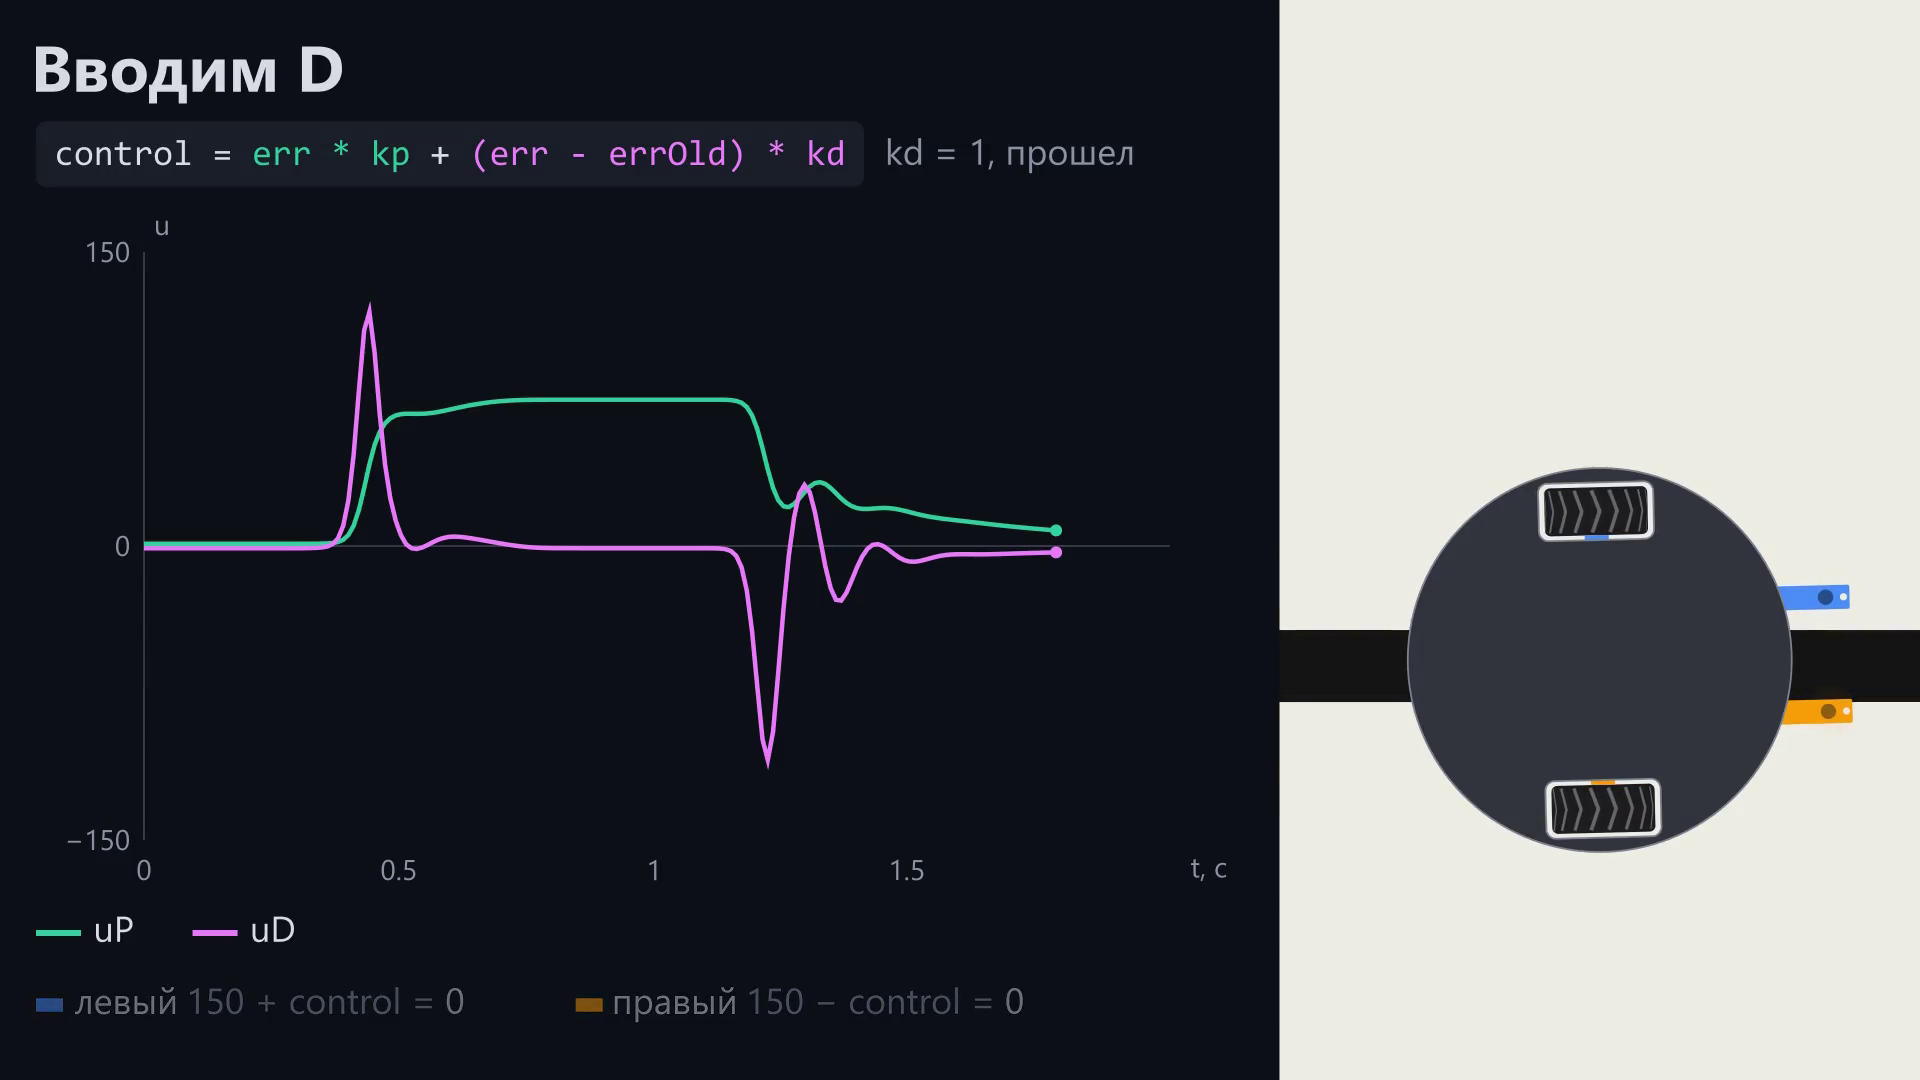 Вводим D
control = err * kp + (err - errOld) * kd kd = 1, прошел
u
150
0
−150
0 0.5 1 1.5 t, с
uP uD
левый 150 + control = 0 правый 150 − control = 0